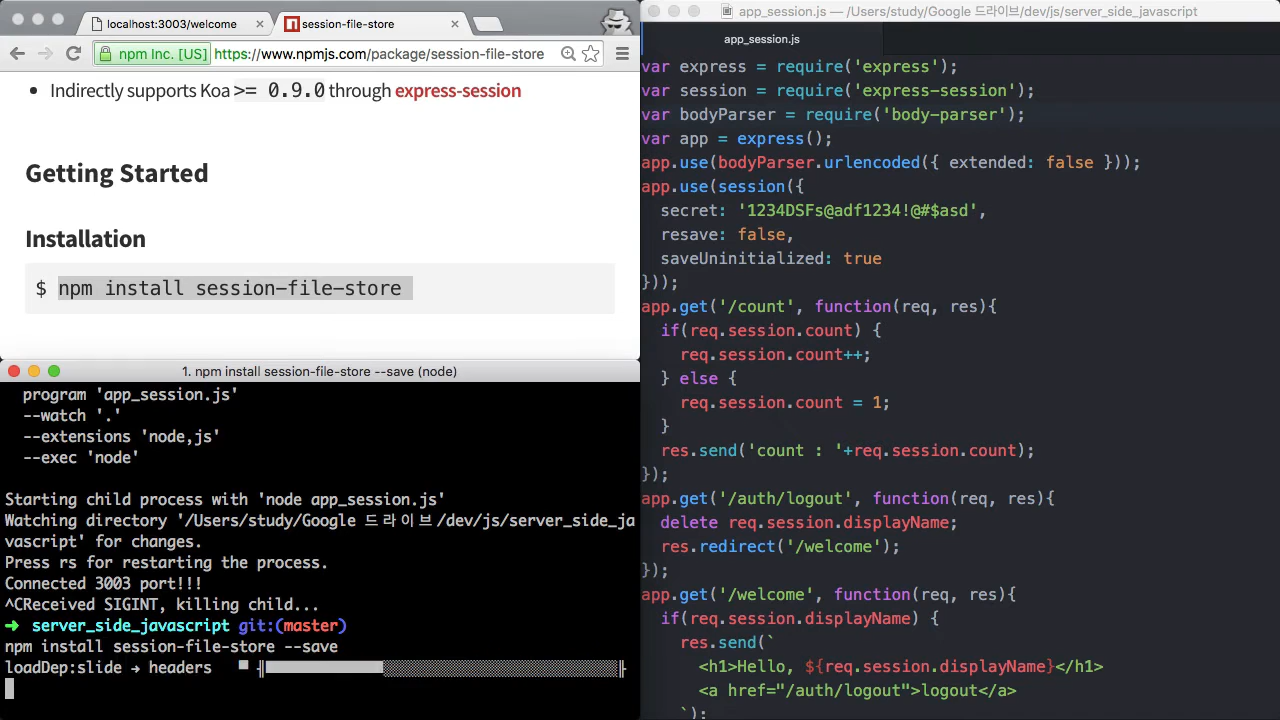 localhost:3003/welcome
session-file-store
npm Inc. [US]
https://www.npmjs.com/package/session-file-store
• Indirectly supports Koa >= 0.9.0 through express-session
Getting Started
Installation
$ npm install session-file-store
1. npm install session-file-store --save (node)
program 'app_session.js'
--watch '.'
--extensions 'node,js'
--exec 'node'
Starting child process with 'node app_session.js'
Watching directory '/Users/study/Google 드라이브/dev/js/server_side_ja
vascript' for changes.
Press rs for restarting the process.
Connected 3003 port!!!
^CReceived SIGINT, killing child...
➜ server_side_javascript git:(master)
npm install session-file-store --save
loadDep:slide → headers
app_session.js — /Users/study/Google 드라이브/dev/js/server_side_javascript
app_session.js
var express = require('express');
var session = require('express-session');
var bodyParser = require('body-parser');
var app = express();
app.use(bodyParser.urlencoded({ extended: false }));
app.use(session({
  secret: '1234DSFs@adf1234!@#$asd',
  resave: false,
  saveUninitialized: true
}));
app.get('/count', function(req, res){
  if(req.session.count) {
    req.session.count++;
  } else {
    req.session.count = 1;
  }
  res.send('count : '+req.session.count);
});
app.get('/auth/logout', function(req, res){
  delete req.session.displayName;
  res.redirect('/welcome');
});
app.get('/welcome', function(req, res){
  if(req.session.displayName) {
    res.send(`
      <h1>Hello, ${req.session.displayName}</h1>
      <a href="/auth/logout">logout</a>
    `);